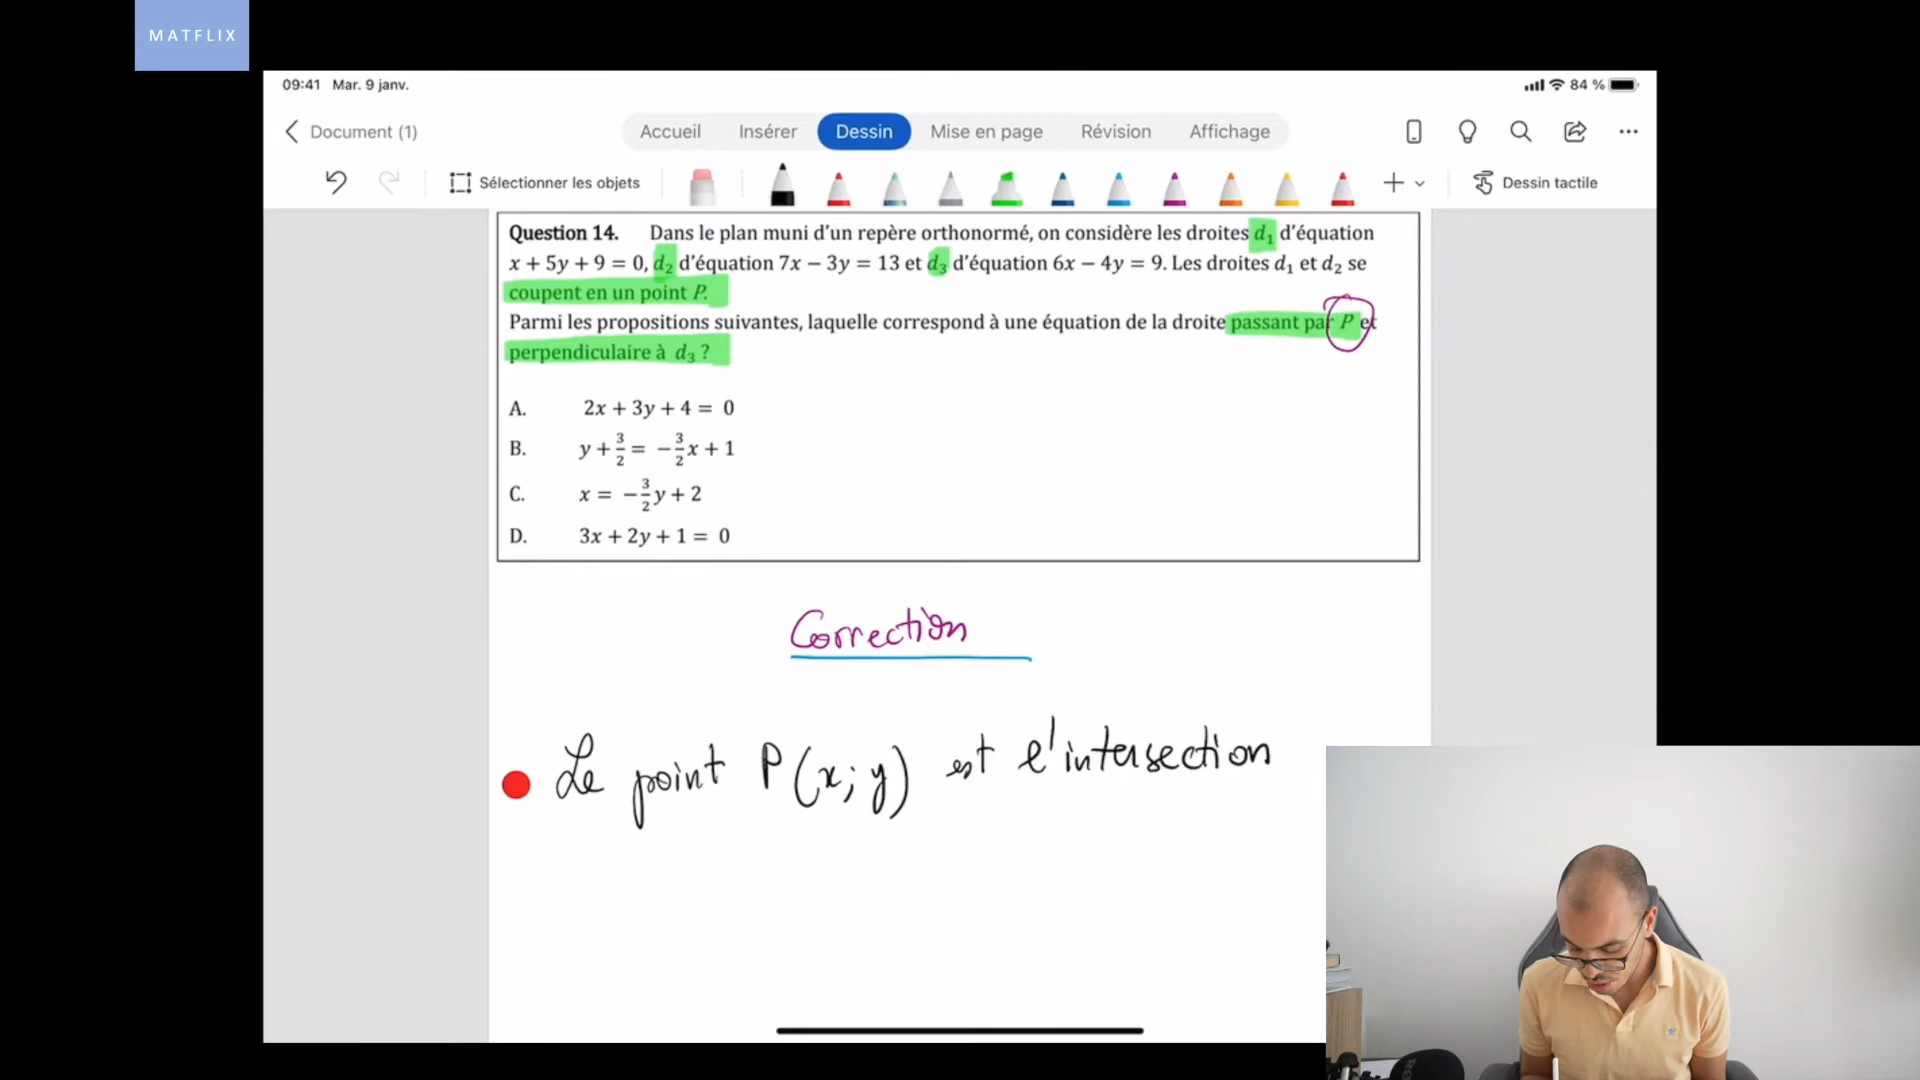 MATFLIX
09:41 Mar. 9 janv.
84 %
Document (1)
Accueil Insérer Dessin Mise en page Révision Affichage
Sélectionner les objets
Dessin tactile
Question 14. Dans le plan muni d'un repère orthonormé, on considère les droites d₁ d'équation
x + 5y + 9 = 0, d₂ d'équation 7x − 3y = 13 et d₃ d'équation 6x − 4y = 9. Les droites d₁ et d₂ se
coupent en un point P.
Parmi les propositions suivantes, laquelle correspond à une équation de la droite passant par P et
perpendiculaire à d₃ ?
A. 2x + 3y + 4 = 0
B. y + 3/2 = −3/2 x + 1
C. x = −3/2 y + 2
D. 3x + 2y + 1 = 0
Correction
Le point P(x; y) est l'intersection